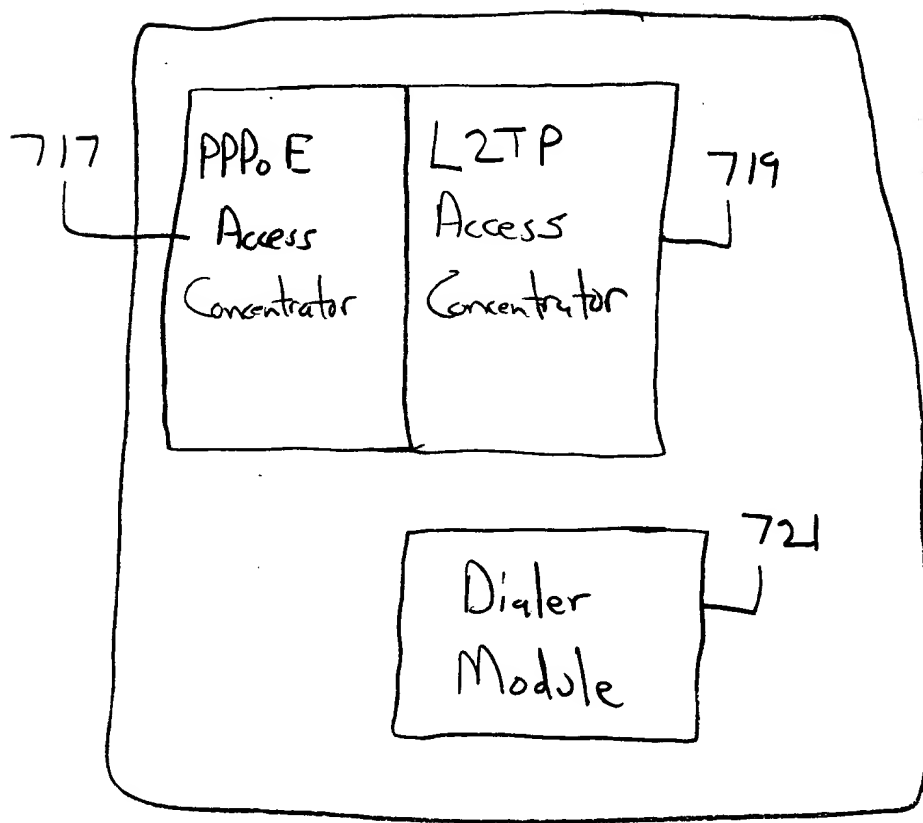 717
PPPoE
Access
Concentrator
L2TP
Access
Concentrator
719
721
Dialer
Module